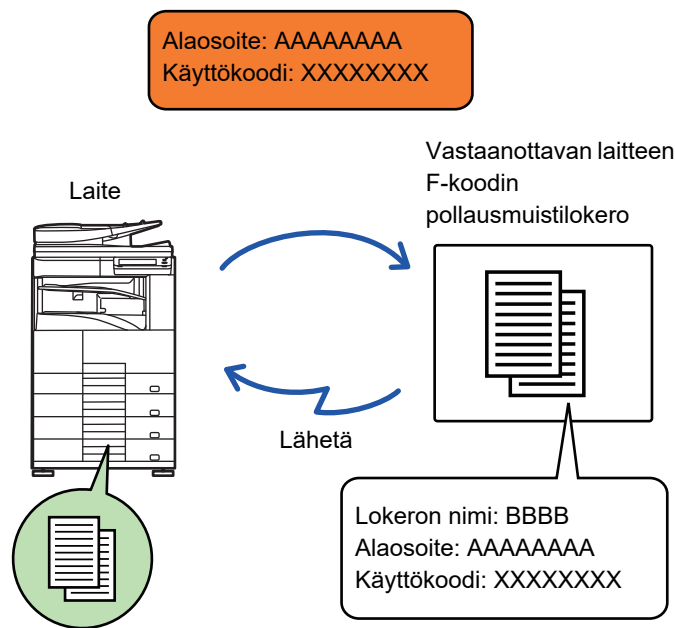 Alaosoite: AAAAAAAA
Käyttökoodi: XXXXXXXX
Vastaanottavan laitteen
F-koodin
pollausmuistilokero
Laite
Lähetä
Lokeron nimi: BBBB
Alaosoite: AAAAAAAA
Käyttökoodi: XXXXXXXX